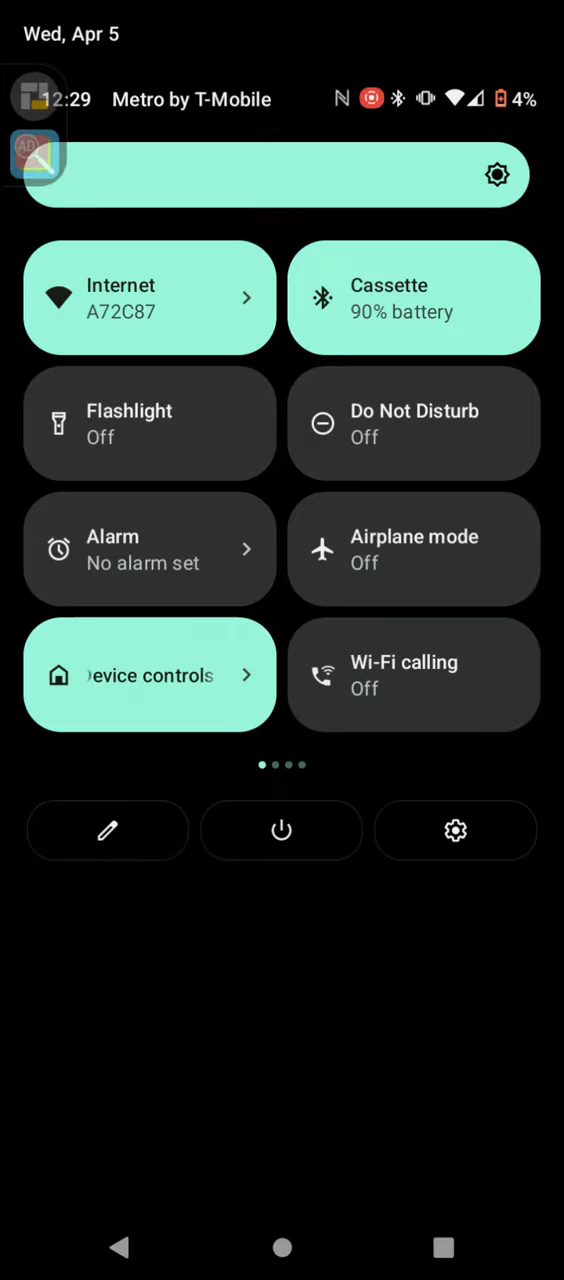 Wed, Apr 5
12:29 Metro by T-Mobile 4%
AD
Internet
A72C87
Cassette
90% battery
Flashlight
Off
Do Not Disturb
Off
Alarm
No alarm set
Airplane mode
Off
evice controls
Wi-Fi calling
Off